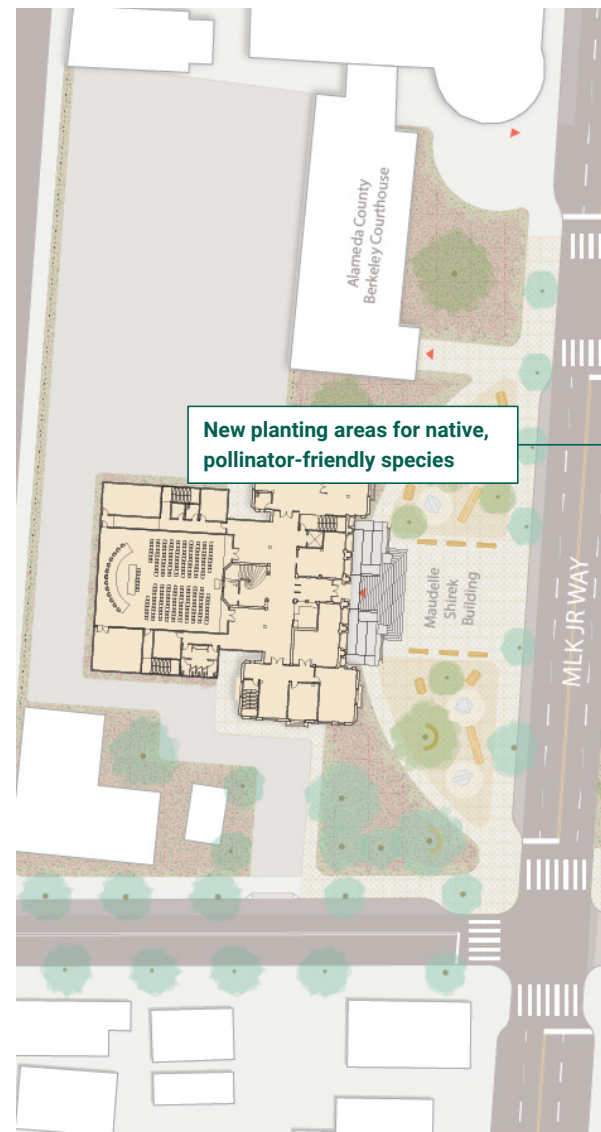 Alameda County
Berkeley Courthouse
New planting areas for native,
pollinator-friendly species
Maudelle
Shirek
Building
MLK JR WAY